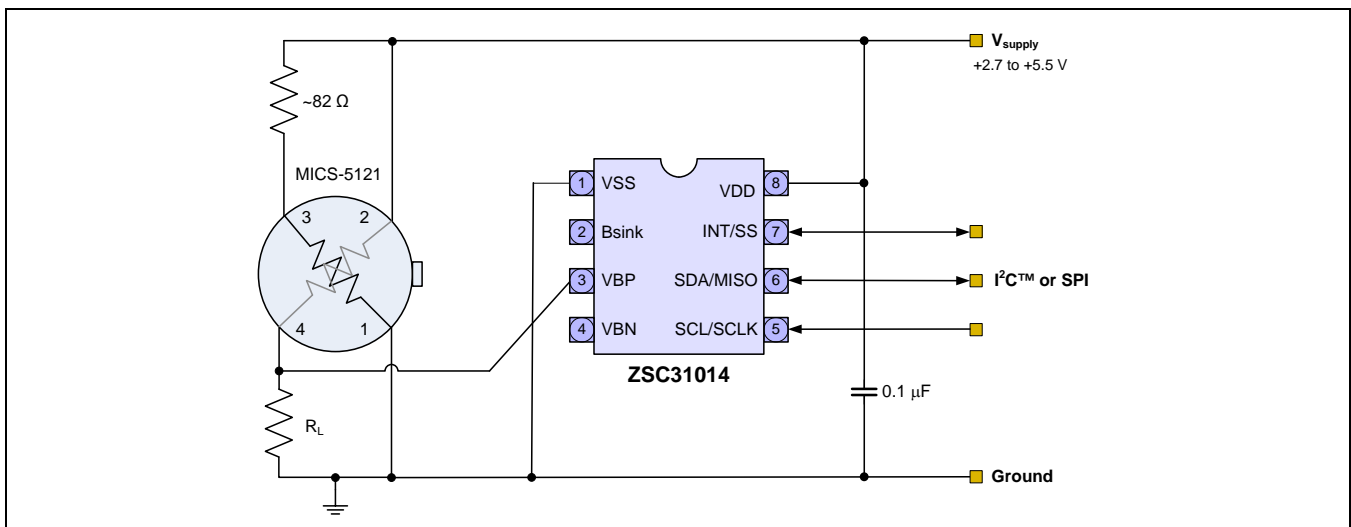 V_supply
+2.7 to +5.5 V
~82 Ω
MICS-5121
3 2
4 1
1 VSS
VDD 8
2 Bsink
INT/SS 7
3 VBP
SDA/MISO 6
I²C™ or SPI
4 VBN
SCL/SCLK 5
ZSC31014
0.1 μF
R_L
Ground